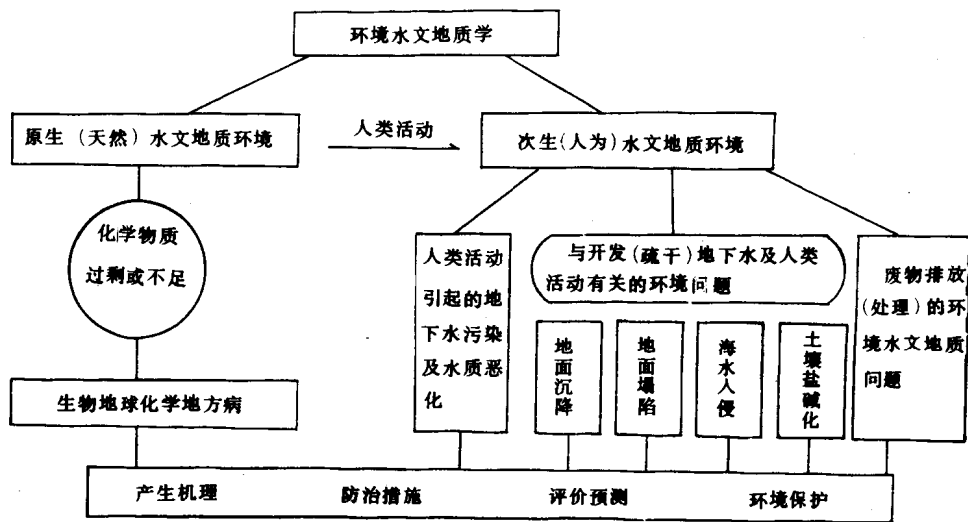 环境水文地质学
原生（天然）水文地质环境
人类活动
次生（人为）水文地质环境
化学物质
过剩或不足
人类活动
引起的地
下水污染
及水质恶
化
与开发（疏干）地下水及人类
活动有关的环境问题
废物排放
（处理）的环
境水文地质
问题
地面沉降
地面塌陷
海水人侵
土壤盐碱化
生物地球化学地方病
产生机理 防治措施 评价预测 环境保护